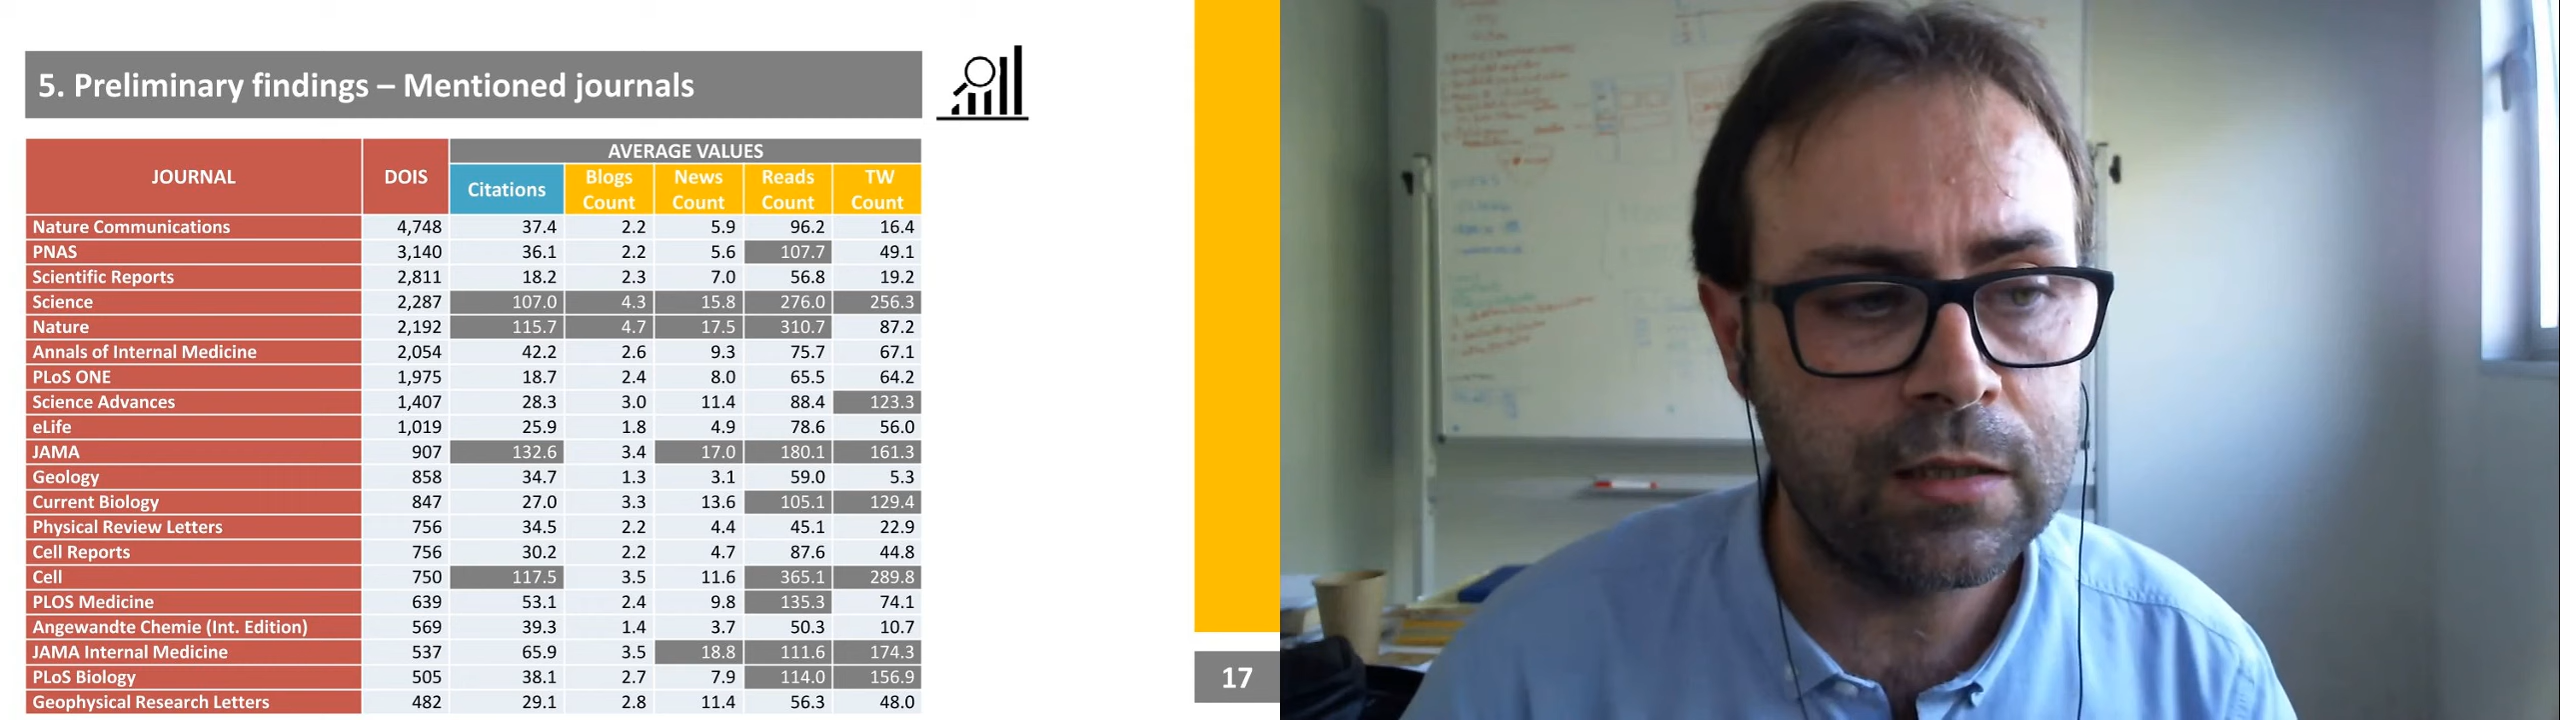 5. Preliminary findings – Mentioned journals
JOURNAL DOIS AVERAGE VALUES
Citations Blogs Count News Count Reads Count TW Count
Nature Communications 4,748 37.4 2.2 5.9 96.2 16.4
PNAS 3,140 36.1 2.2 5.6 107.7 49.1
Scientific Reports 2,811 18.2 2.3 7.0 56.8 19.2
Science 2,287 107.0 4.3 15.8 276.0 256.3
Nature 2,192 115.7 4.7 17.5 310.7 87.2
Annals of Internal Medicine 2,054 42.2 2.6 9.3 75.7 67.1
PLoS ONE 1,975 18.7 2.4 8.0 65.5 64.2
Science Advances 1,407 28.3 3.0 11.4 88.4 123.3
eLife 1,019 25.9 1.8 4.9 78.6 56.0
JAMA 907 132.6 3.4 17.0 180.1 161.3
Geology 858 34.7 1.3 3.1 59.0 5.3
Current Biology 847 27.0 3.3 13.6 105.1 129.4
Physical Review Letters 756 34.5 2.2 4.4 45.1 22.9
Cell Reports 756 30.2 2.2 4.7 87.6 44.8
Cell 750 117.5 3.5 11.6 365.1 289.8
PLOS Medicine 639 53.1 2.4 9.8 135.3 74.1
Angewandte Chemie (Int. Edition) 569 39.3 1.4 3.7 50.3 10.7
JAMA Internal Medicine 537 65.9 3.5 18.8 111.6 174.3
PLoS Biology 505 38.1 2.7 7.9 114.0 156.9
Geophysical Research Letters 482 29.1 2.8 11.4 56.3 48.0
17